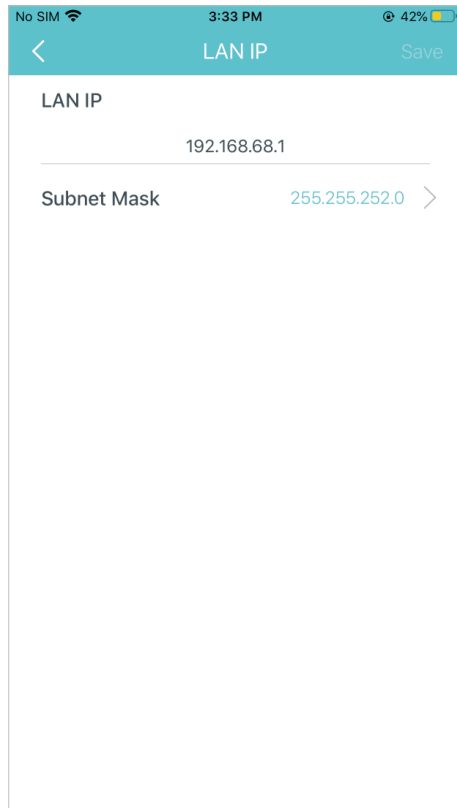 No SIM 3:33 PM 42%
LAN IP Save
LAN IP
192.168.68.1
Subnet Mask 255.255.252.0